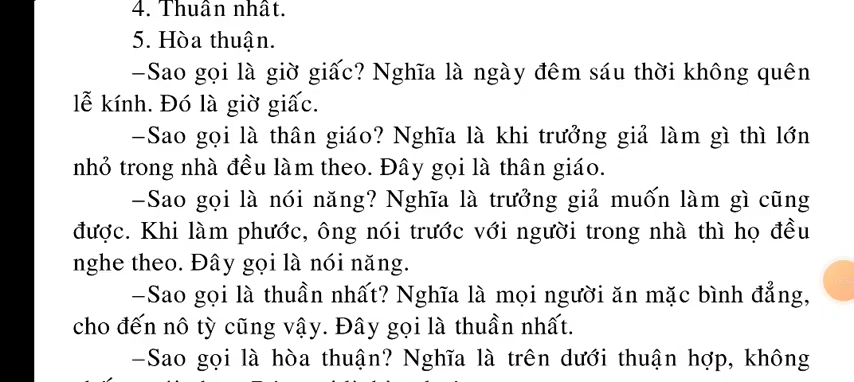 4. Thuần nhất.
5. Hòa thuận.
–Sao gọi là giờ giấc? Nghĩa là ngày đêm sáu thời không quên
lễ kính. Đó là giờ giấc.
–Sao gọi là thân giáo? Nghĩa là khi trưởng giả làm gì thì lớn
nhỏ trong nhà đều làm theo. Đây gọi là thân giáo.
–Sao gọi là nói năng? Nghĩa là trưởng giả muốn làm gì cũng
được. Khi làm phước, ông nói trước với người trong nhà thì họ đều
nghe theo. Đây gọi là nói năng.
–Sao gọi là thuần nhất? Nghĩa là mọi người ăn mặc bình đẳng,
cho đến nô tỳ cũng vậy. Đây gọi là thuần nhất.
–Sao gọi là hòa thuận? Nghĩa là trên dưới thuận hợp, không